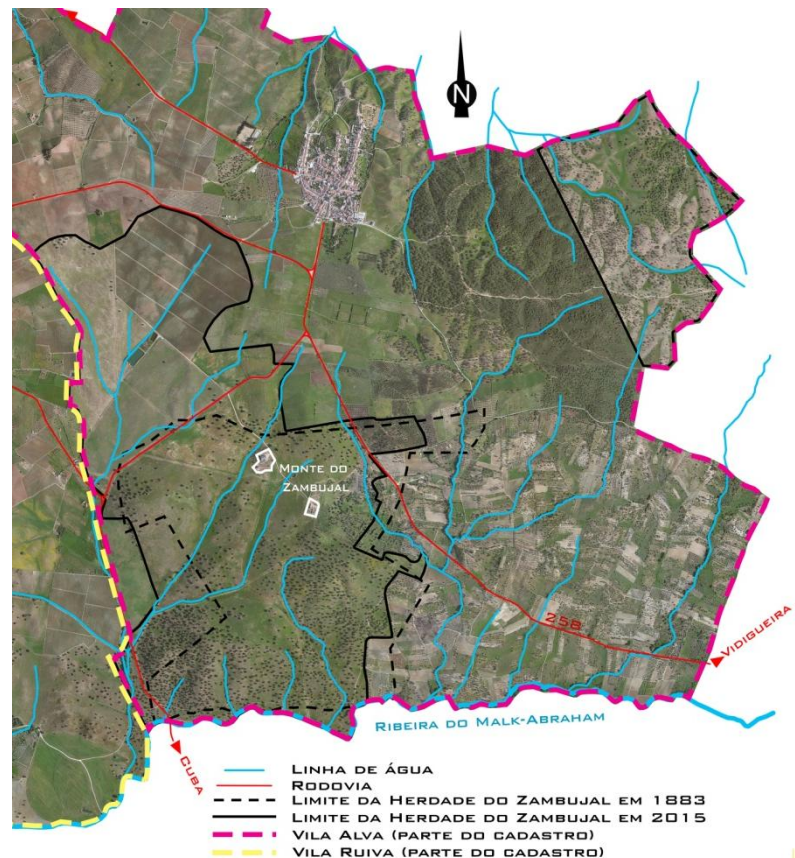 N
MONTE DO
ZAMBUJAL
258
VIDIGUEIRA
RIBEIRA DO MALK-ABRAHAM
CUBA
LINHA DE ÁGUA
RODOVIA
LIMITE DA HERDADE DO ZAMBUJAL EM 1883
LIMITE DA HERDADE DO ZAMBUJAL EM 2015
VILA ALVA (PARTE DO CADASTRO)
VILA RUIVA (PARTE DO CADASTRO)